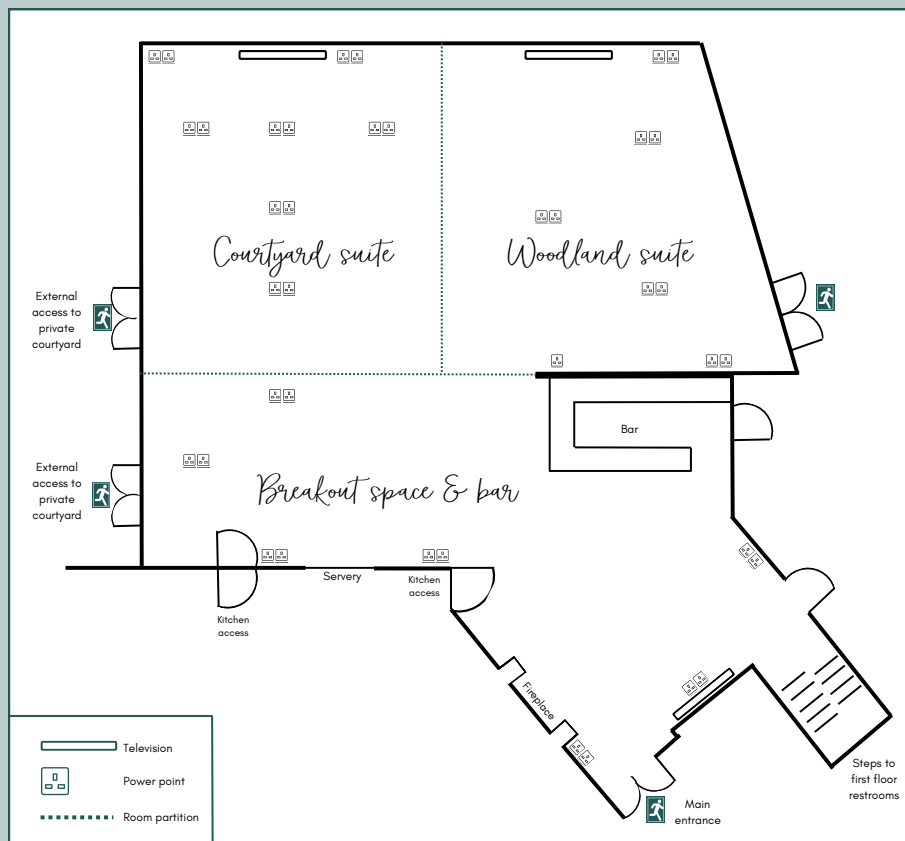 Courtyard suite
Woodland suite
External
access to
private
courtyard
Bar
External
access to
private
courtyard
Breakout space & bar
Servery
Kitchen
access
Kitchen
access
Fireplace
Television
Power point
Room partition
Main
entrance
Steps to
first floor
restrooms